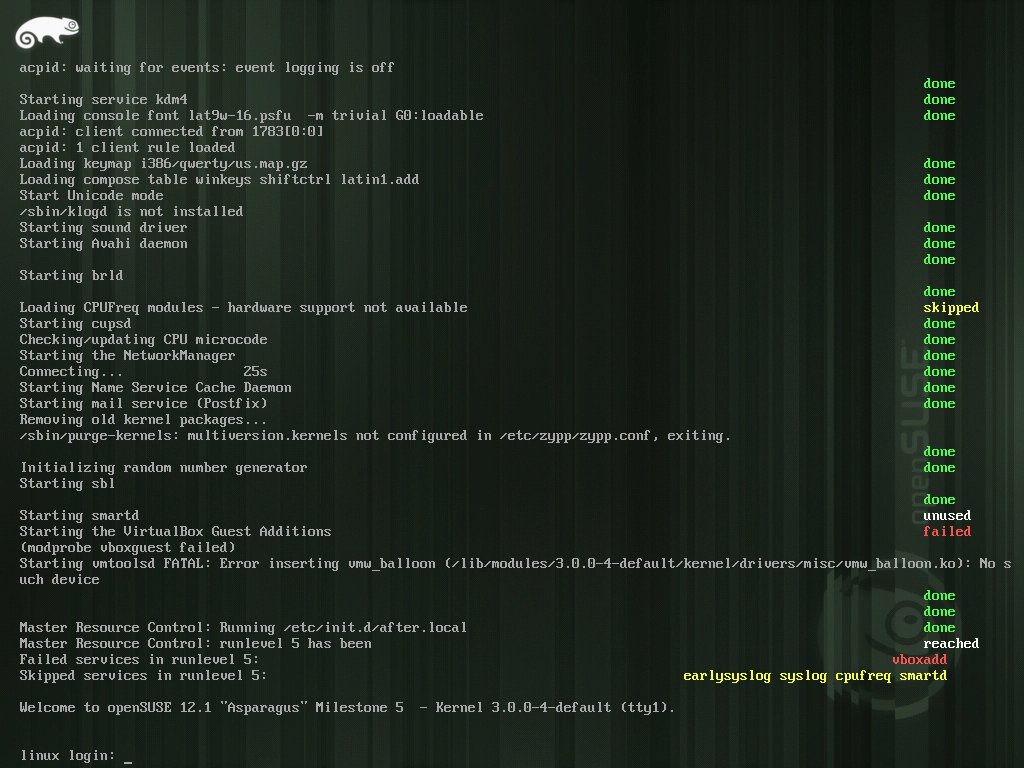 acpid: waiting for events: event logging is off
done
Starting service kdm4 done
Loading console font lat9w-16.psfu  -m trivial G0:loadable done
acpid: client connected from 1783[0:0]
acpid: 1 client rule loaded
Loading keymap i386/qwerty/us.map.gz done
Loading compose table winkeys shiftctrl latin1.add done
Start Unicode mode done
/sbin/klogd is not installed
Starting sound driver done
Starting Avahi daemon done
done
Starting brld
done
Loading CPUFreq modules - hardware support not available skipped
Starting cupsd done
Checking/updating CPU microcode done
Starting the NetworkManager done
Connecting... 25s done
Starting Name Service Cache Daemon done
Starting mail service (Postfix) done
Removing old kernel packages...
/sbin/purge-kernels: multiversion.kernels not configured in /etc/zypp/zypp.conf, exiting.
done
Initializing random number generator done
Starting sbl
done
Starting smartd unused
Starting the VirtualBox Guest Additions failed
(modprobe vboxguest failed)
Starting vmtoolsd FATAL: Error inserting vmw_balloon (/lib/modules/3.0.0-4-default/kernel/drivers/misc/vmw_balloon.ko): No s
uch device
done
done
Master Resource Control: Running /etc/init.d/after.local done
Master Resource Control: runlevel 5 has been reached
Failed services in runlevel 5: vboxadd
Skipped services in runlevel 5: earlysyslog syslog cpufreq smartd
Welcome to openSUSE 12.1 "Asparagus" Milestone 5  - Kernel 3.0.0-4-default (tty1).
linux login: _
openSUSE